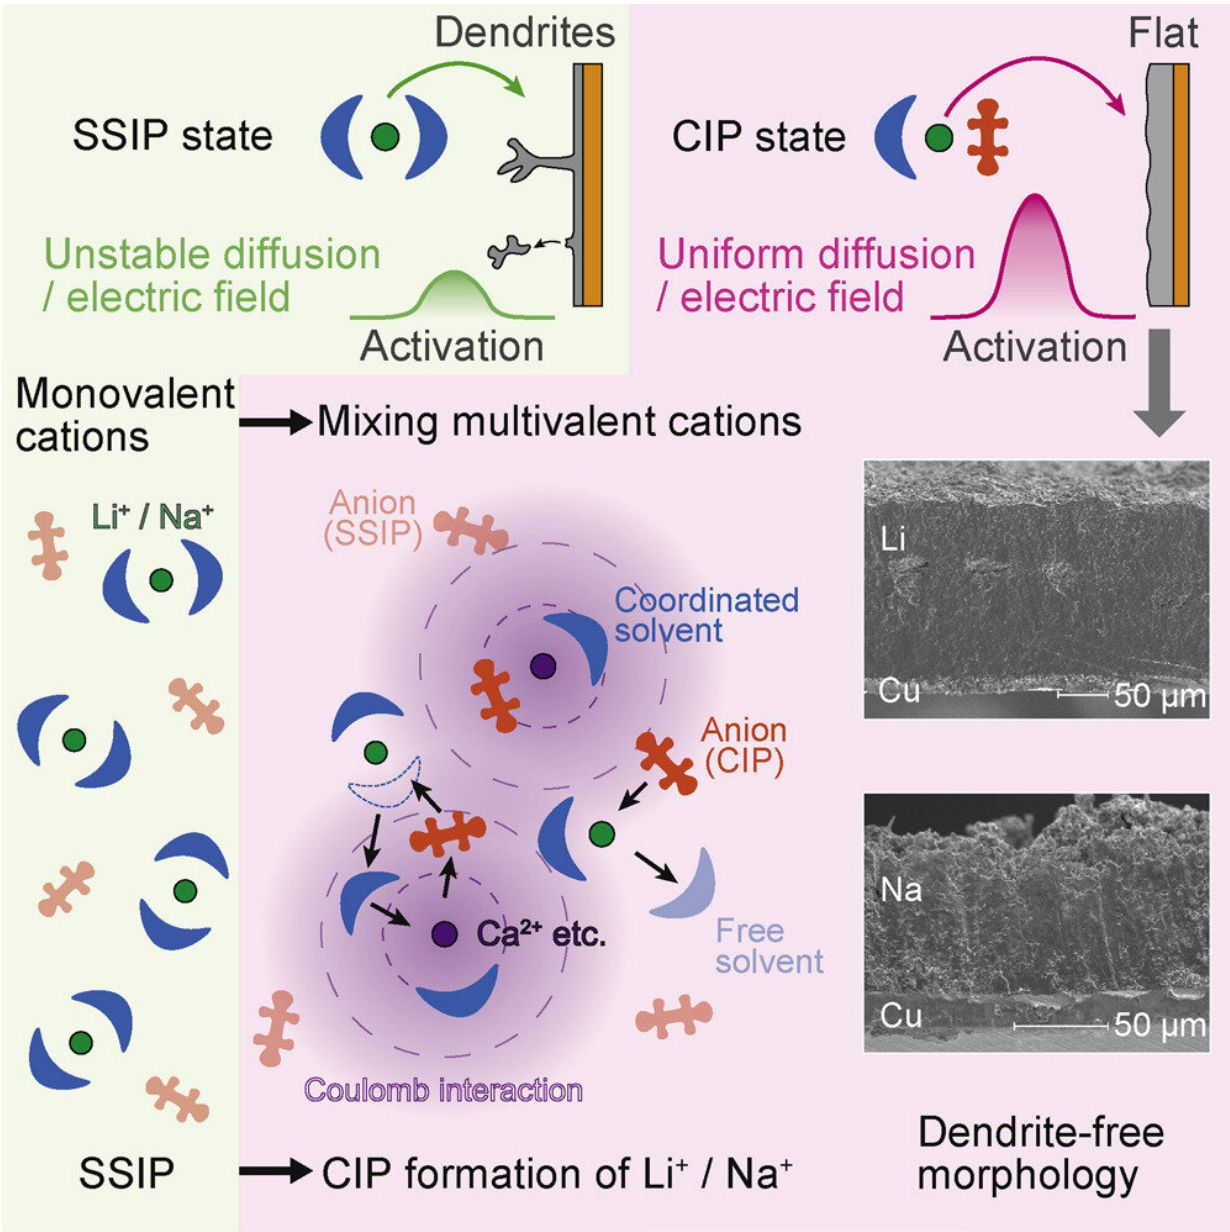 Dendrites
SSIP state
Unstable diffusion
/ electric field
Activation
Flat
CIP state
Uniform diffusion
/ electric field
Activation
Monovalent
cations
Mixing multivalent cations
Li⁺ / Na⁺
Anion
(SSIP)
Coordinated
solvent
Anion
(CIP)
Ca²⁺ etc.
Free
solvent
Coulomb interaction
Li
Cu
50 μm
Na
Cu
50 μm
SSIP
CIP formation of Li⁺ / Na⁺
Dendrite-free
morphology